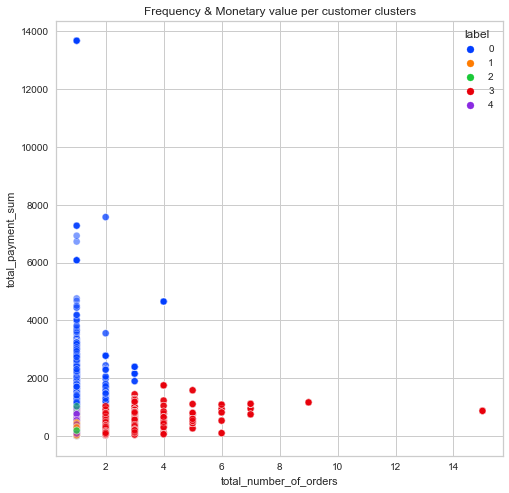 Frequency & Monetary value per customer clusters
label
0
1
2
3
4
14000
12000
10000
8000
6000
4000
2000
0
total_payment_sum
2 4 6 8 10 12 14
total_number_of_orders